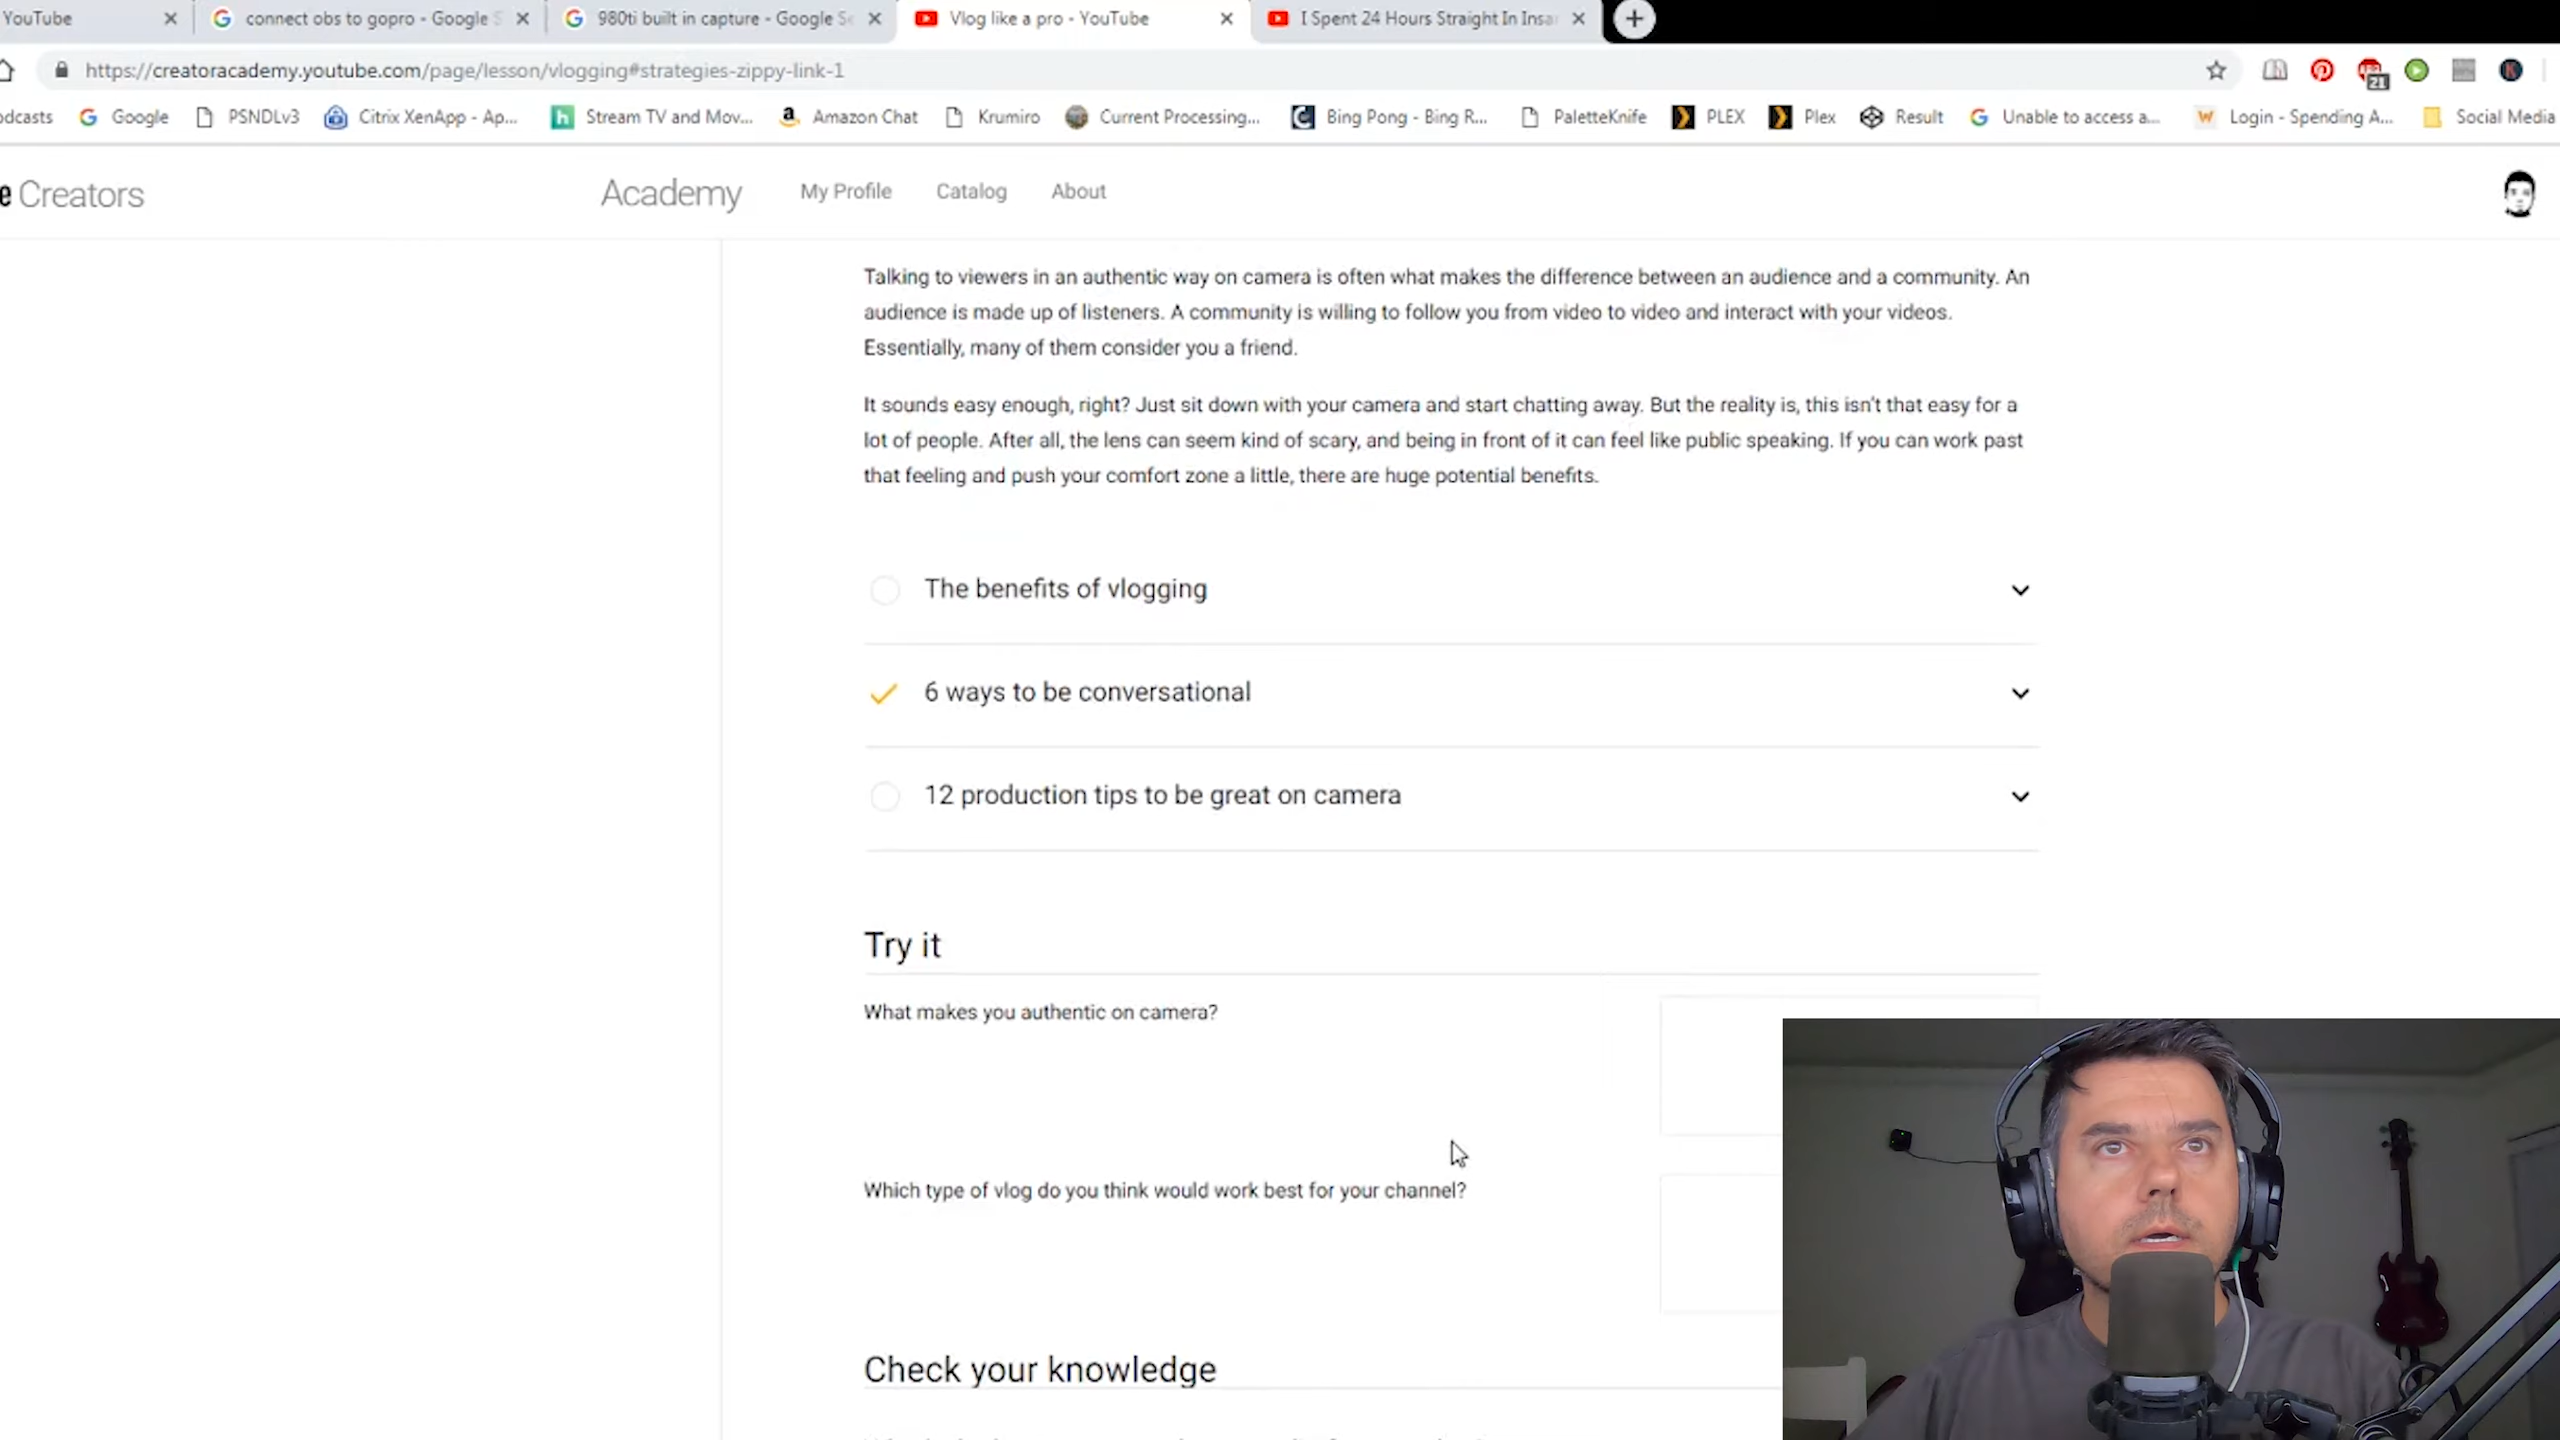 YouTube
connect obs to gopro - Google S
980ti built in capture - Google Se
Vlog like a pro - YouTube
I Spent 24 Hours Straight In Insa
https://creatoracademy.youtube.com/page/lesson/vlogging#strategies-zippy-link-1
21
odcasts
Google
PSNDLv3
Citrix XenApp - Ap...
Stream TV and Mov...
Amazon Chat
Krumiro
Current Processing...
Bing Pong - Bing R...
PaletteKnife
PLEX
Plex
Result
Unable to access a...
Login - Spending A...
Social Media
e Creators
Academy
My Profile
Catalog
About
Talking to viewers in an authentic way on camera is often what makes the difference between an audience and a community. An
audience is made up of listeners. A community is willing to follow you from video to video and interact with your videos.
Essentially, many of them consider you a friend.
It sounds easy enough, right? Just sit down with your camera and start chatting away. But the reality is, this isn't that easy for a
lot of people. After all, the lens can seem kind of scary, and being in front of it can feel like public speaking. If you can work past
that feeling and push your comfort zone a little, there are huge potential benefits.
The benefits of vlogging
6 ways to be conversational
12 production tips to be great on camera
Try it
What makes you authentic on camera?
Which type of vlog do you think would work best for your channel?
Check your knowledge